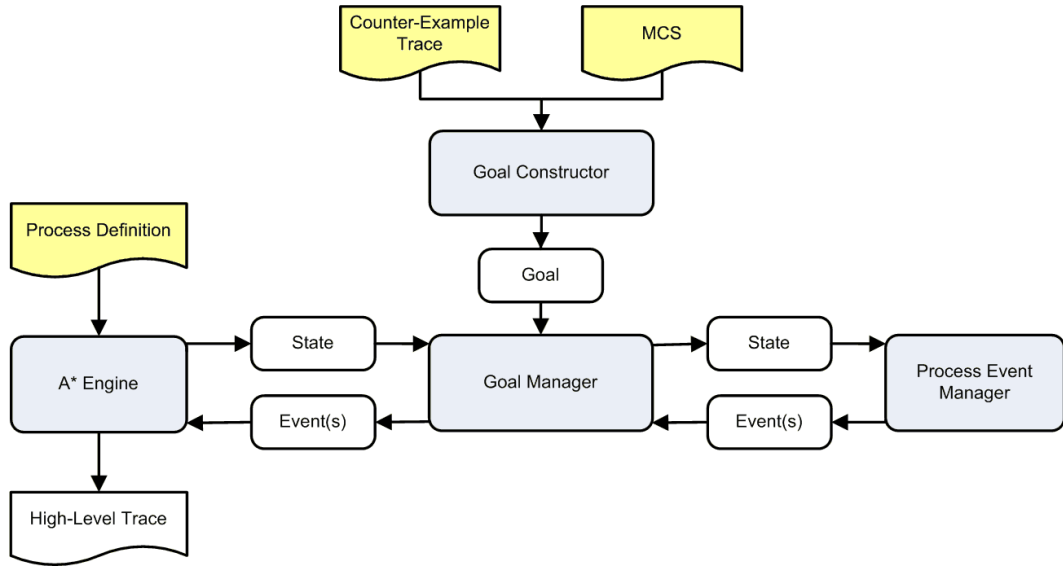 Counter-Example
Trace
MCS
Goal Constructor
Process Definition
Goal
State
State
A* Engine
Goal Manager
Process Event
Manager
Event(s)
Event(s)
High-Level Trace